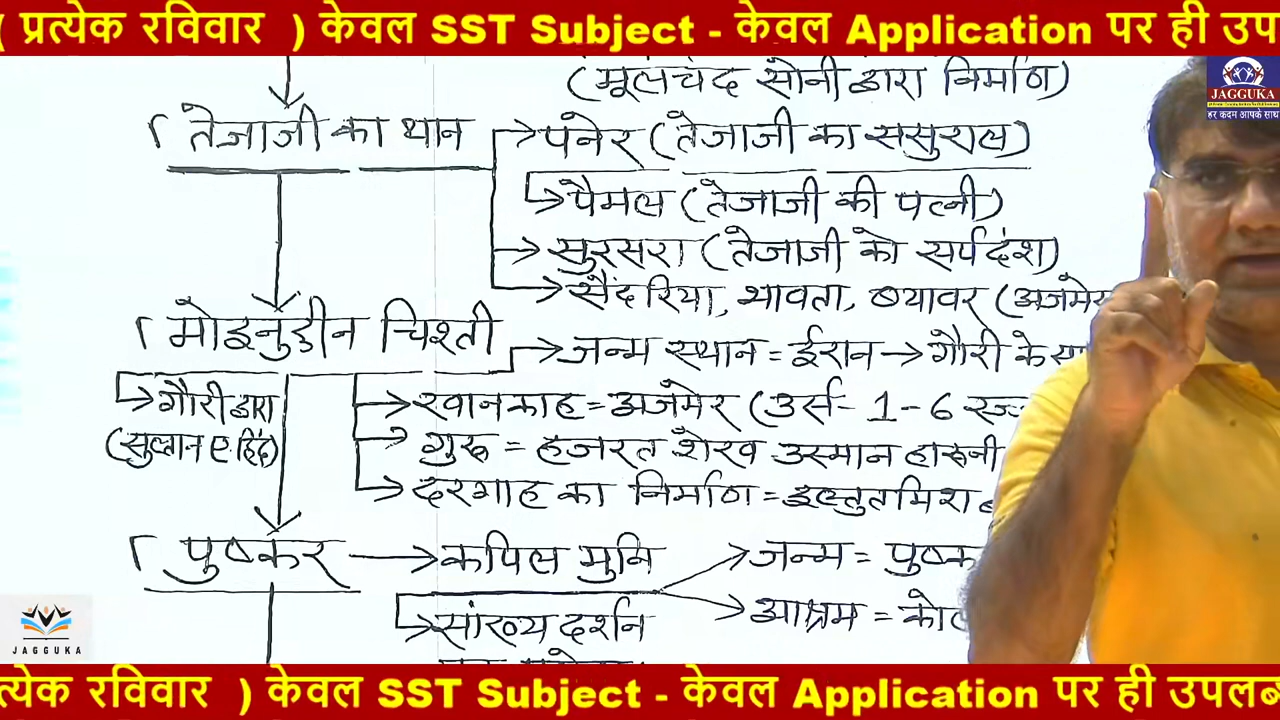 ( प्रत्येक रविवार ) केवल SST Subject - केवल Application पर ही उप
JAGGUKA
हर कदम आपके साथ
(मूलचंद सोनी द्वारा निर्माण)
तेजाजी का थान
पनेर (तेजाजी का ससुराल)
पैमल (तेजाजी की पत्नी)
सुरसरा (तेजाजी को सर्पदंश)
सैंदरिया, भावता, ब्यावर (अजमेर
मोइनुद्दीन चिश्ती
जन्म स्थान = ईरान → गौरी के
गौरी द्वारा
(सुल्तान ए हिंद)
खानकाह = अजमेर (उर्स - 1-6
गुरू = हजरत शेख उस्मान हारूनी
दरगाह का निर्माण = इल्तुतमिश
पुष्कर → कपिल मुनि
जन्म = पुष्क
सांख्य दर्शन
आश्रम = कोल
JAGGUKA
त्येक रविवार ) केवल SST Subject - केवल Application पर ही उपलब